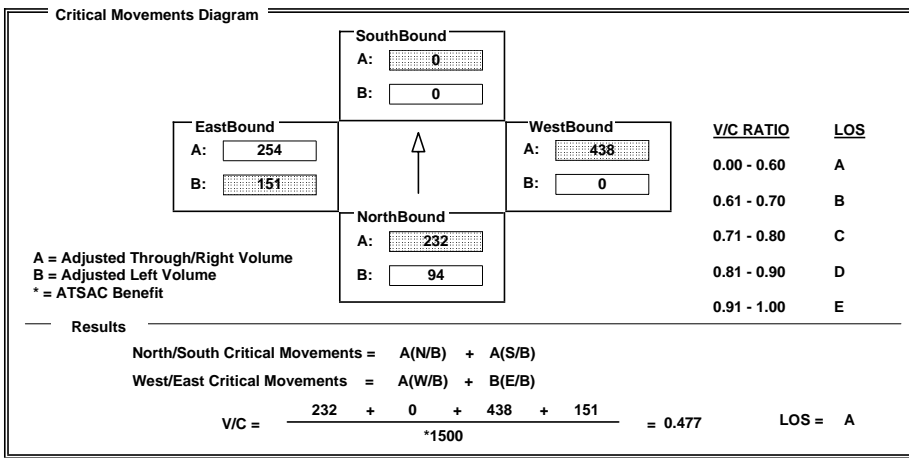 Critical Movements Diagram
SouthBound
A: 0
B: 0
EastBound
A: 254
B: 151
WestBound
A: 438
B: 0
NorthBound
A: 232
B: 94
V/C RATIO LOS
0.00 - 0.60 A
0.61 - 0.70 B
0.71 - 0.80 C
0.81 - 0.90 D
0.91 - 1.00 E
A = Adjusted Through/Right Volume
B = Adjusted Left Volume
* = ATSAC Benefit
Results
North/South Critical Movements = A(N/B) + A(S/B)
West/East Critical Movements = A(W/B) + B(E/B)
232 + 0 + 438 + 151
V/C = = 0.477 LOS = A
*1500